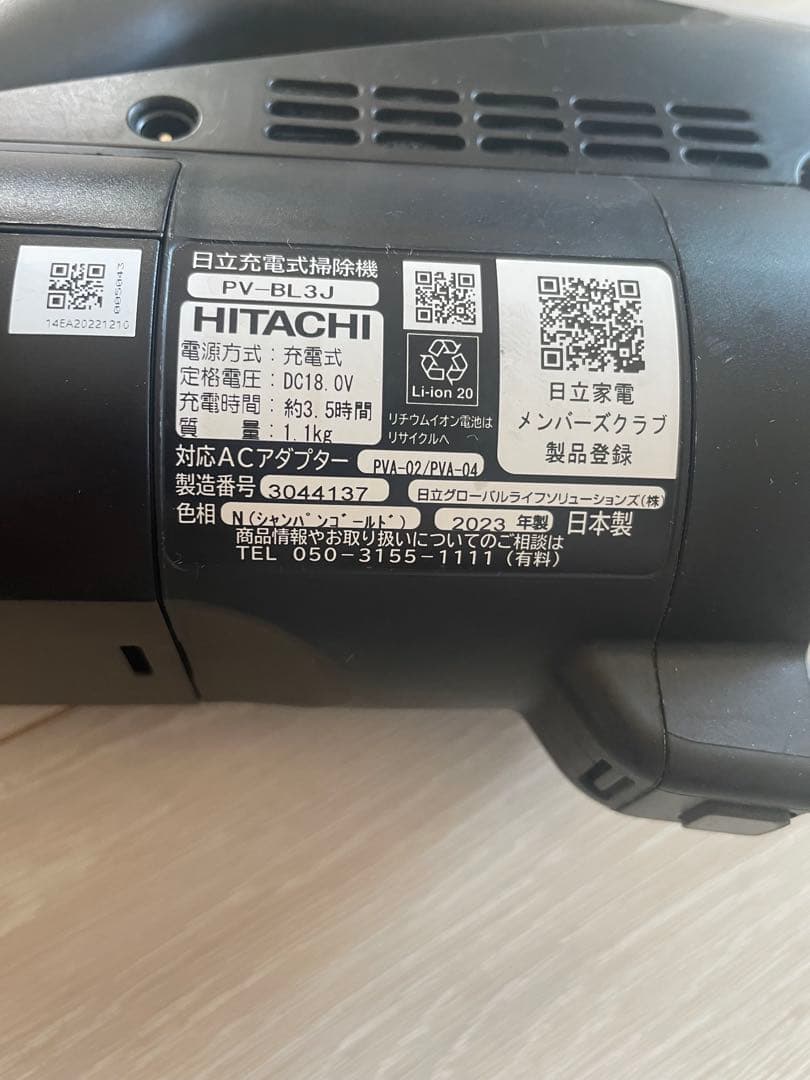 日立充電式掃除機
PV-BL3J
HITACHI
電源方式：充電式
定格電圧：DC18.0V
充電時間：約3.5時間
質　　量：1.1kg
Li-ion 20
リチウムイオン電池は
リサイクルへ
日立家電
メンバーズクラブ
製品登録
対応ACアダプター PVA-02/PVA-04
製造番号 3044137 日立グローバルライフソリューションズ(株)
色相 N(シャンパンゴールド) 2023 年製 日本製
商品情報やお取り扱いについてのご相談は
TEL 050-3155-1111(有料)
14EA20221210
005043